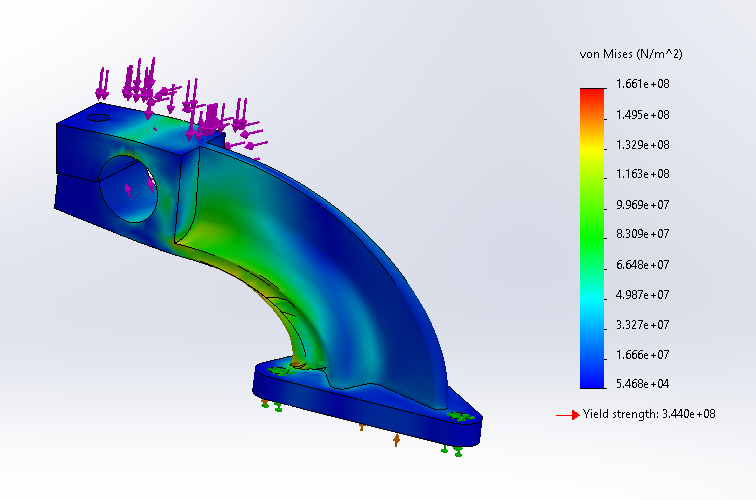 von Mises (N/m^2)
1.661e+08
1.495e+08
1.329e+08
1.163e+08
9.969e+07
8.309e+07
6.648e+07
4.987e+07
3.327e+07
1.666e+07
5.468e+04
Yield strength: 3.440e+08